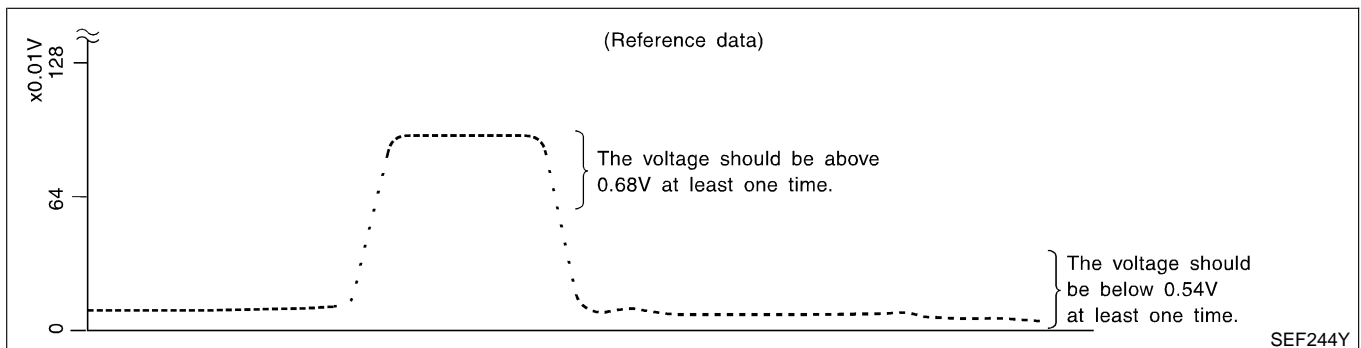 (Reference data)
x0.01V
128
64
0
The voltage should be above
0.68V at least one time.
The voltage should
be below 0.54V
at least one time.
SEF244Y